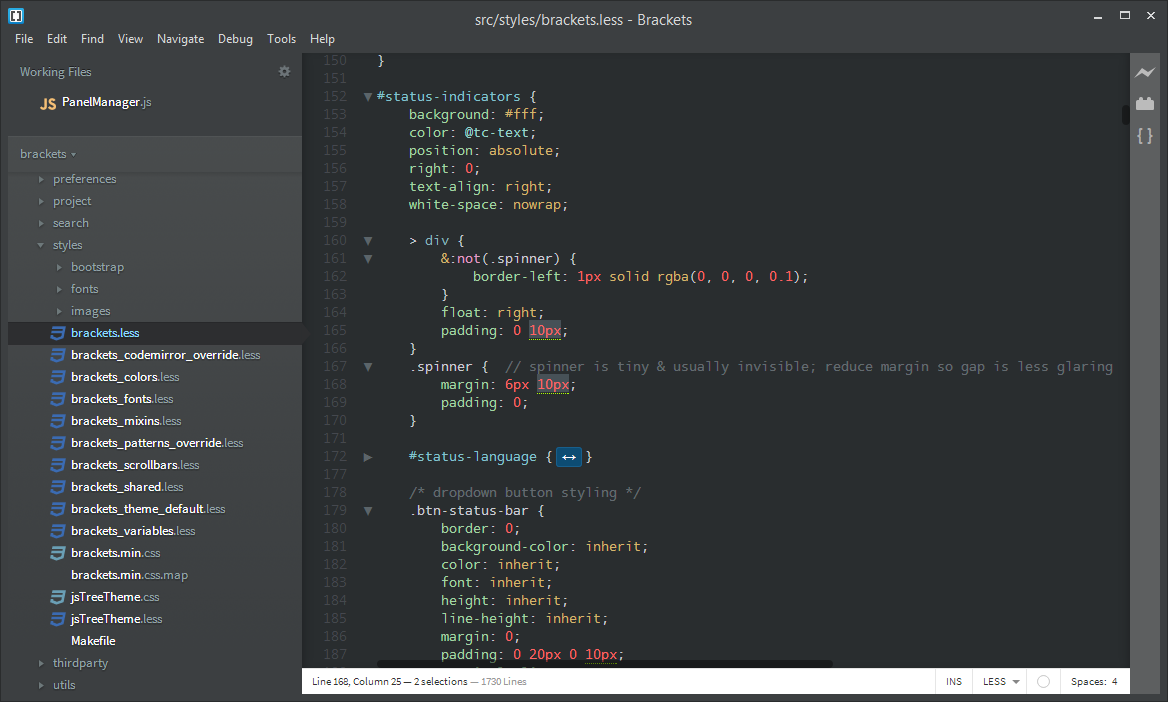 src/styles/brackets.less - Brackets
File Edit Find View Navigate Debug Tools Help
Working Files
JS PanelManager.js
brackets
preferences
project
search
styles
bootstrap
fonts
images
brackets.less
brackets_codemirror_override.less
brackets_colors.less
brackets_fonts.less
brackets_mixins.less
brackets_patterns_override.less
brackets_scrollbars.less
brackets_shared.less
brackets_theme_default.less
brackets_variables.less
brackets.min.css
brackets.min.css.map
jsTreeTheme.css
jsTreeTheme.less
Makefile
thirdparty
utils
150 }
151
152 #status-indicators {
153 background: #fff;
154 color: @tc-text;
155 position: absolute;
156 right: 0;
157 text-align: right;
158 white-space: nowrap;
159
160 > div {
161 &:not(.spinner) {
162 border-left: 1px solid rgba(0, 0, 0, 0.1);
163 }
164 float: right;
165 padding: 0 10px;
166 }
167 .spinner { // spinner is tiny & usually invisible; reduce margin so gap is less glaring
168 margin: 6px 10px;
169 padding: 0;
170 }
171
172 #status-language { ↔ }
177
178 /* dropdown button styling */
179 .btn-status-bar {
180 border: 0;
181 background-color: inherit;
182 color: inherit;
183 font: inherit;
184 height: inherit;
185 line-height: inherit;
186 margin: 0;
187 padding: 0 20px 0 10px;
{ }
Line 168, Column 25 — 2 selections — 1730 Lines
INS LESS Spaces: 4